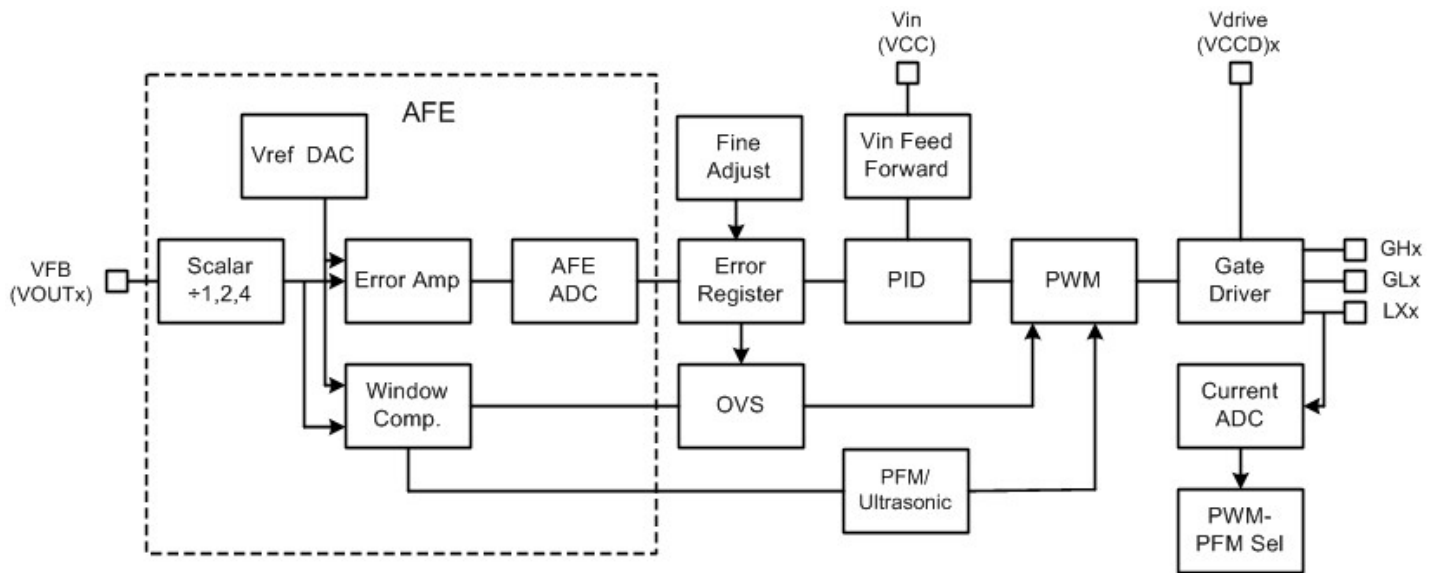 Vin
(VCC)
Vdrive
(VCCD)x
AFE
Vref DAC
Fine
Adjust
Vin Feed
Forward
VFB
(VOUTx)
Scalar
÷1,2,4
Error Amp
AFE
ADC
Error
Register
PID
PWM
Gate
Driver
GHx
GLx
LXx
Window
Comp.
OVS
Current
ADC
PFM/
Ultrasonic
PWM-
PFM Sel